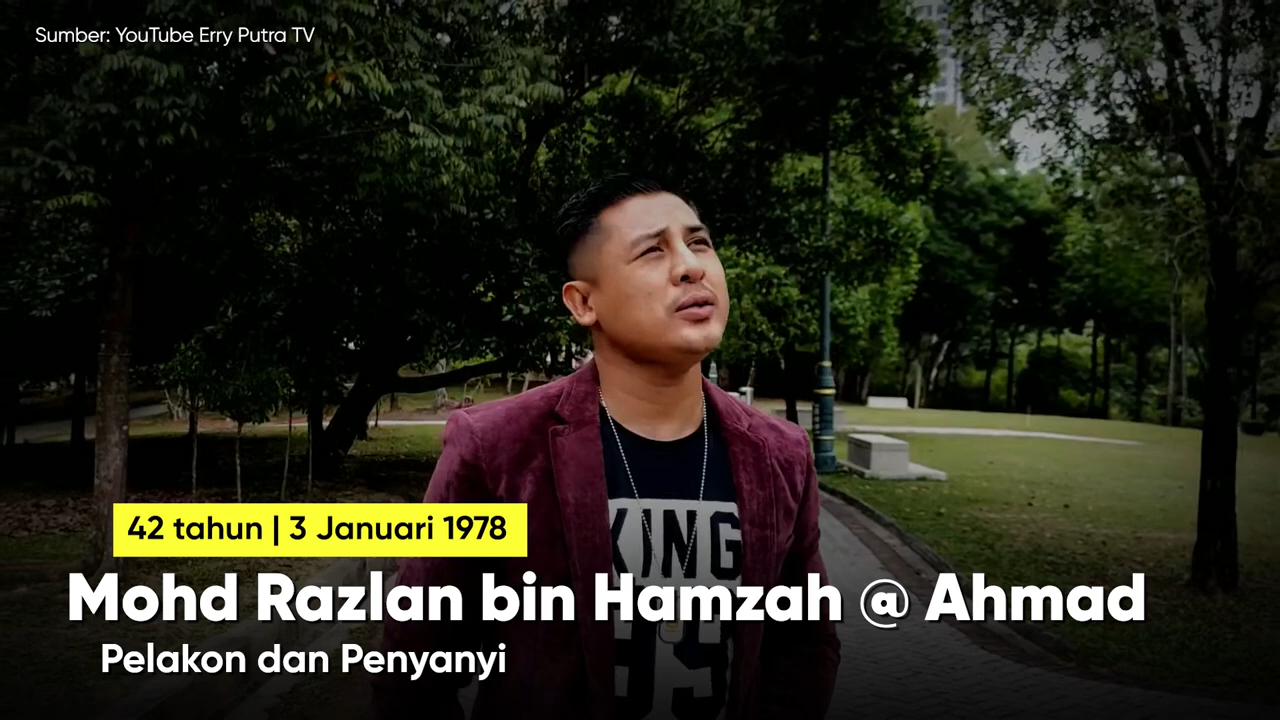 Sumber: YouTube Erry Putra TV
42 tahun | 3 Januari 1978
Mohd Razlan bin Hamzah @ Ahmad
Pelakon dan Penyanyi
KING